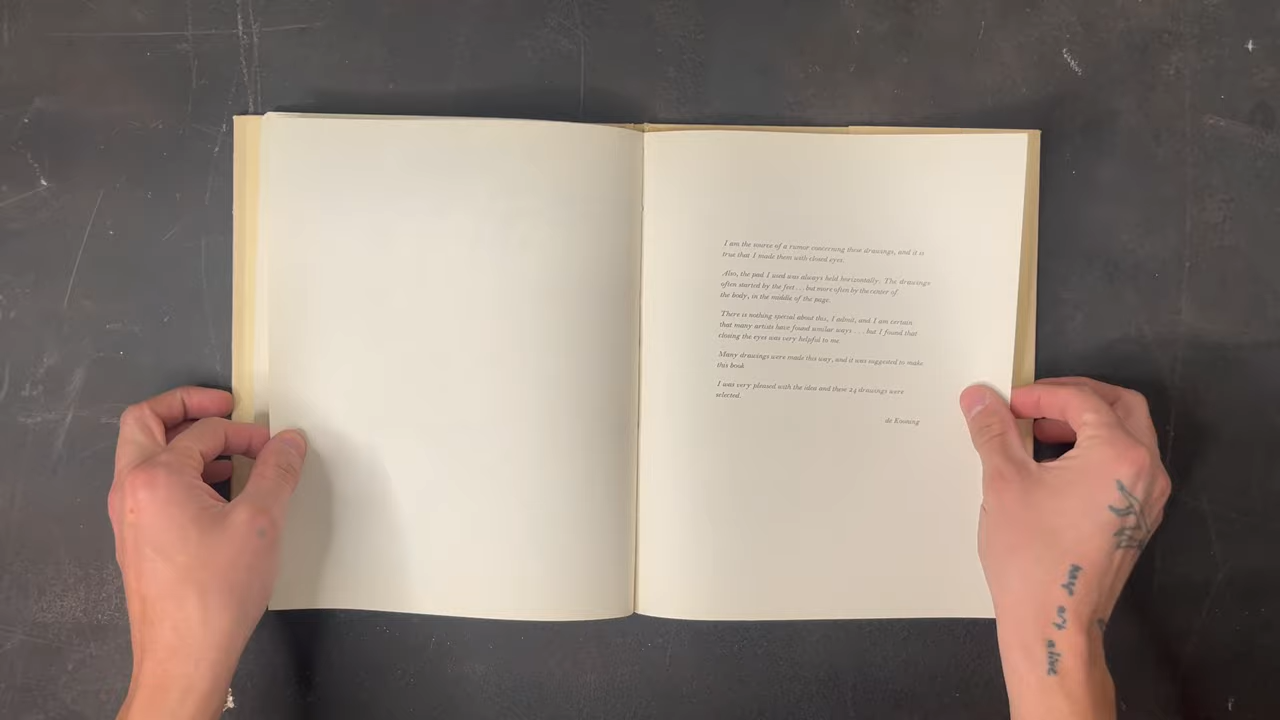 I am the source of a rumor concerning these drawings, and it is
true that I made them with closed eyes.
Also, the pad I used was always held horizontally. The drawings
often started by the feet . . . but more often by the center of
the body, in the middle of the page.
There is nothing special about this, I admit, and I am certain
that many artists have found similar ways . . . but I found that
closing the eyes was very helpful to me.
Many drawings were made this way, and it was suggested to make
this book.
I was very pleased with the idea and these 24 drawings were
selected.
de Kooning
alive